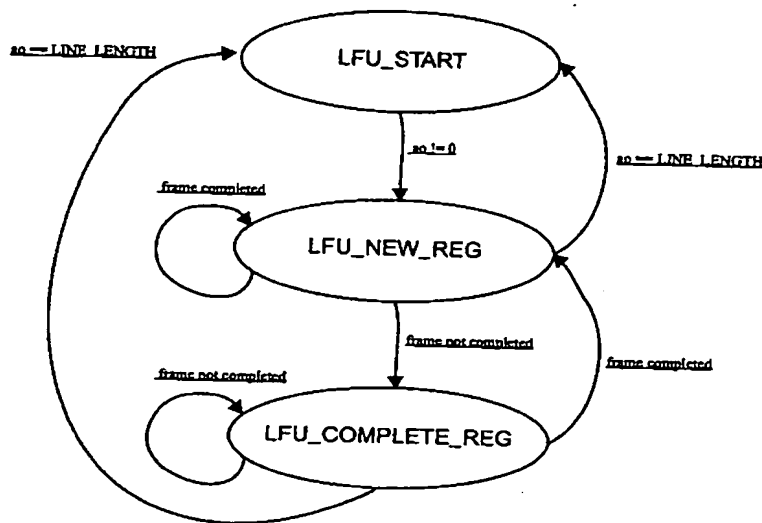 ao == LINE_LENGTH
LFU_START
ao != 0
ao == LINE_LENGTH
frame completed
LFU_NEW_REG
frame not completed
frame completed
frame not completed
LFU_COMPLETE_REG